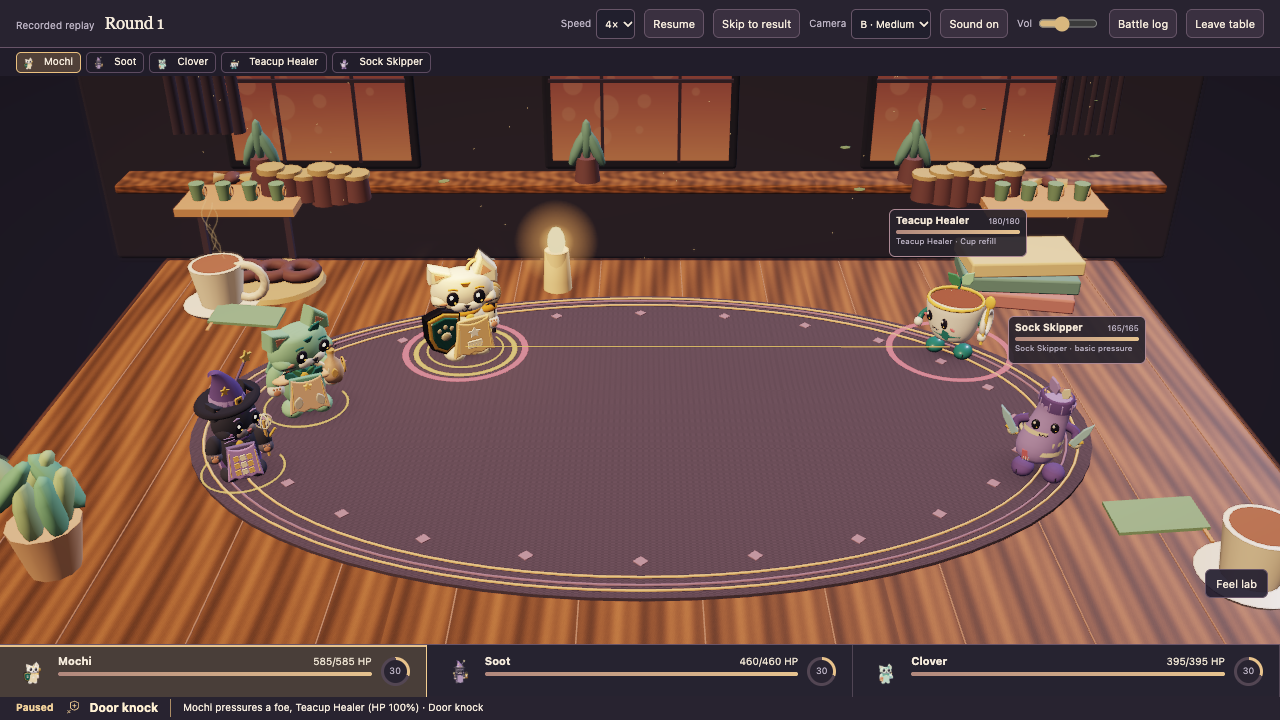 Recorded replay Round 1 Speed 4× Resume Skip to result Camera B · Medium Sound on Vol Battle log Leave table
Mochi Soot Clover Teacup Healer Sock Skipper
Teacup Healer 180/180
Teacup Healer · Cup refill
Sock Skipper 165/165
Sock Skipper · basic pressure
Feel lab
Mochi 585/585 HP 30 Soot 460/460 HP 30 Clover 395/395 HP 30
Paused Door knock Mochi pressures a foe, Teacup Healer (HP 100%) · Door knock